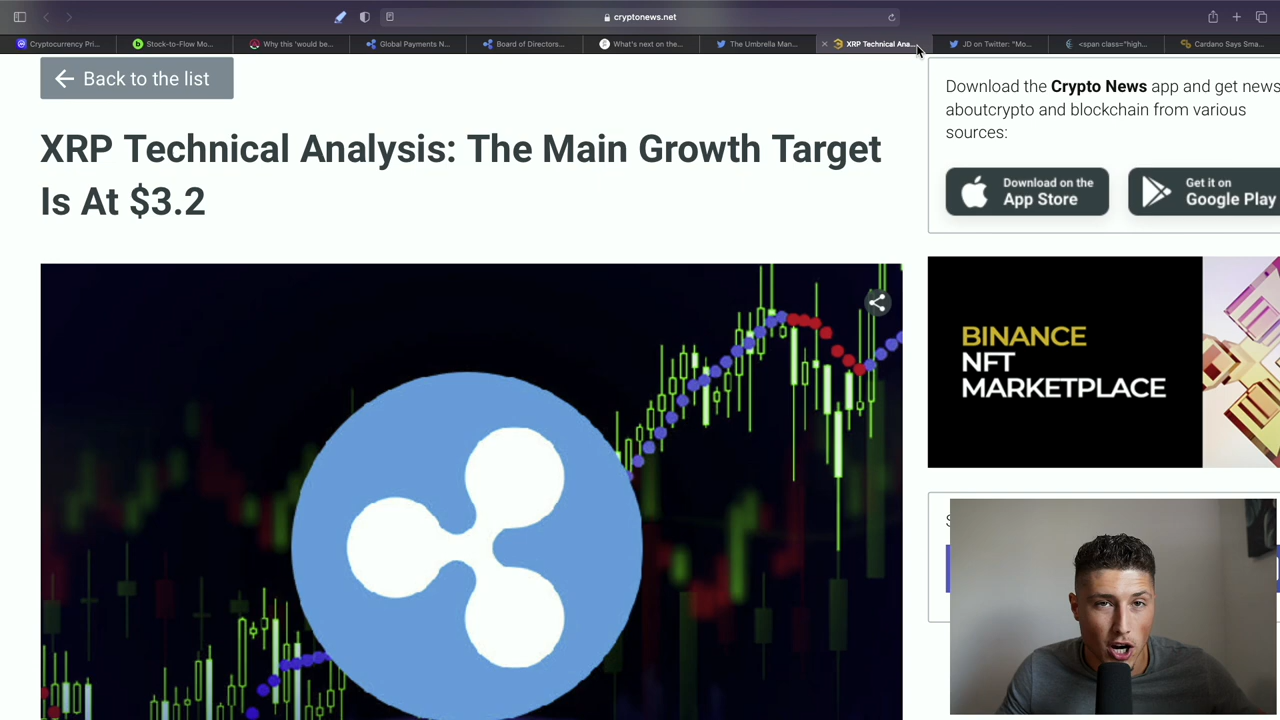 cryptonews.net
Cryptocurrency Pri...
Stock-to-Flow Mo...
Why this 'would be...
Global Payments N...
Board of Directors...
What's next on the...
The Umbrella Man...
XRP Technical Ana...
JD on Twitter: "Mo...
<span class="high...
Cardano Says Sma...
Back to the list
XRP Technical Analysis: The Main Growth Target
Is At $3.2
Download the Crypto News app and get news
aboutcrypto and blockchain from various
sources:
Download on the
App Store
Get it on
Google Play
BINANCE
NFT
MARKETPLACE